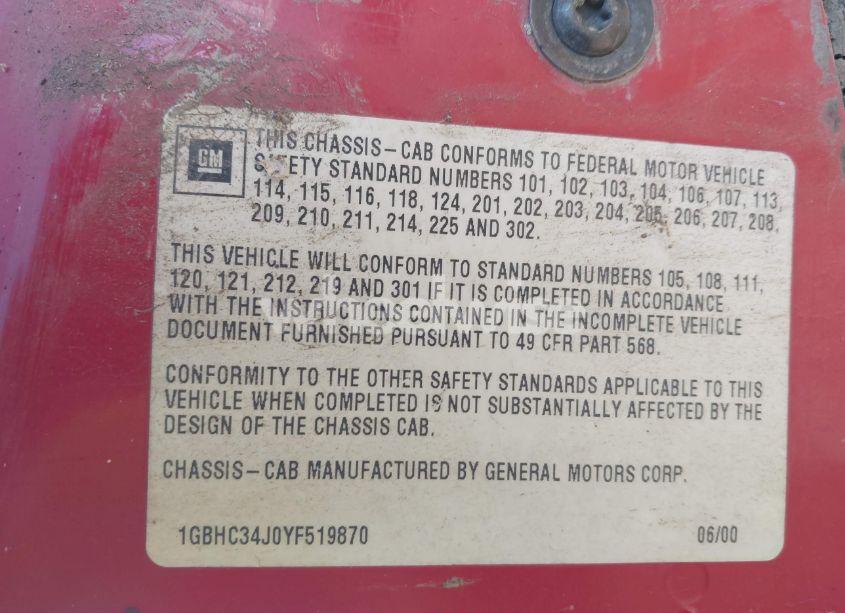 GM
THIS CHASSIS-CAB CONFORMS TO FEDERAL MOTOR VEHICLE
SAFETY STANDARD NUMBERS 101, 102, 103, 104, 106, 107, 113,
114, 115, 116, 118, 124, 201, 202, 203, 204, 205, 206, 207, 208,
209, 210, 211, 214, 225 AND 302.
THIS VEHICLE WILL CONFORM TO STANDARD NUMBERS 105, 108, 111,
120, 121, 212, 219 AND 301 IF IT IS COMPLETED IN ACCORDANCE
WITH THE INSTRUCTIONS CONTAINED IN THE INCOMPLETE VEHICLE
DOCUMENT FURNISHED PURSUANT TO 49 CFR PART 568.
CONFORMITY TO THE OTHER SAFETY STANDARDS APPLICABLE TO THIS
VEHICLE WHEN COMPLETED IS NOT SUBSTANTIALLY AFFECTED BY THE
DESIGN OF THE CHASSIS CAB.
CHASSIS-CAB MANUFACTURED BY GENERAL MOTORS CORP.
1GBHC34J0YF519870 06/00